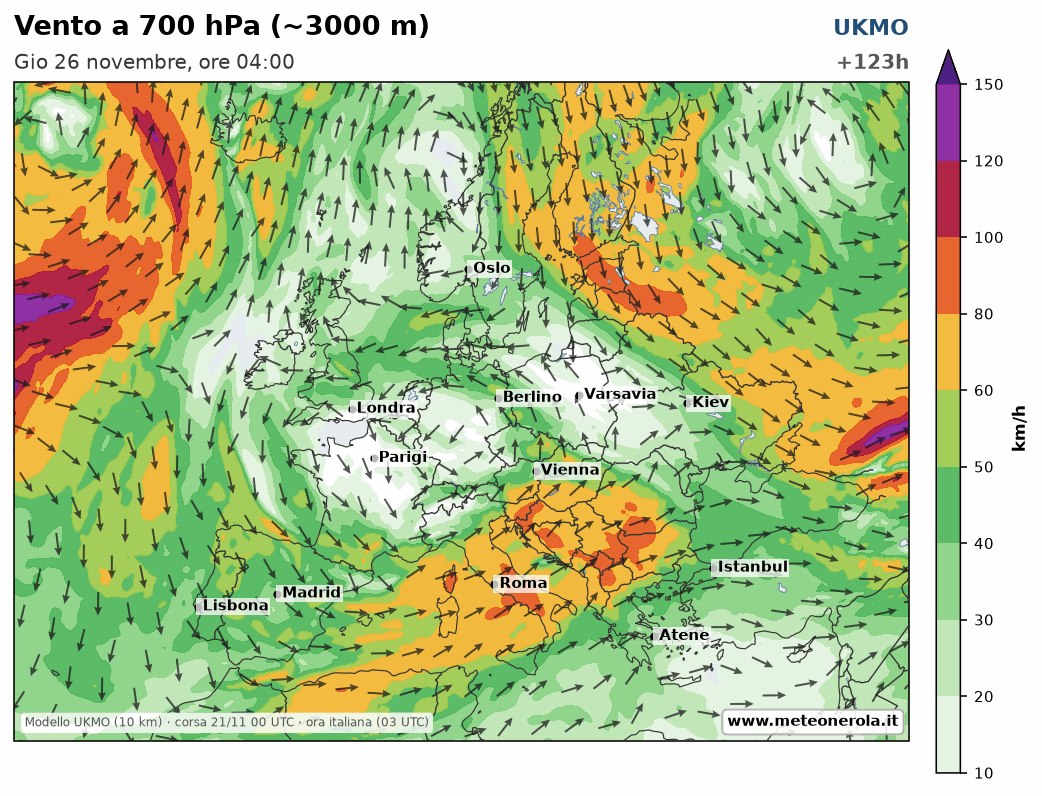 Vento a 700 hPa (~3000 m)
UKMO
Gio 26 novembre, ore 04:00
+123h
150
120
100
80
60
50
40
30
20
10
km/h
Oslo
Berlino
Varsavia
Kiev
Londra
Parigi
Vienna
Istanbul
Roma
Madrid
Lisbona
Atene
Modello UKMO (10 km) · corsa 21/11 00 UTC · ora italiana (03 UTC)
www.meteonerola.it